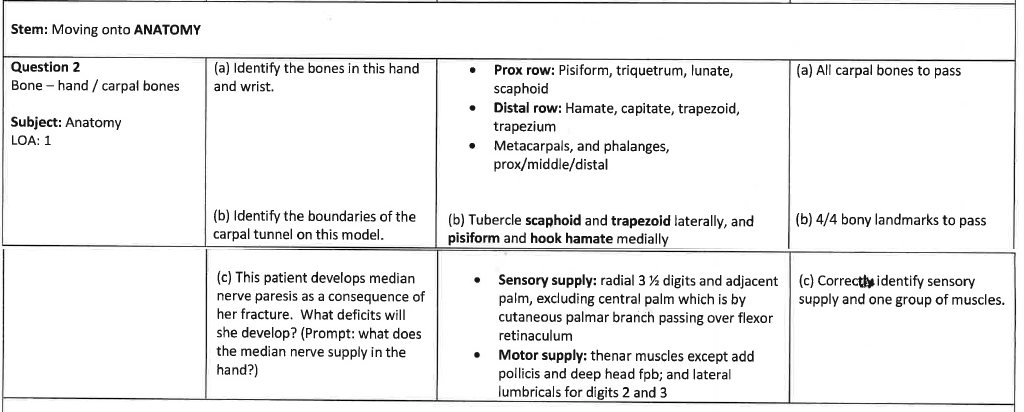 Stem: Moving onto ANATOMY
Question 2
Bone – hand / carpal bones
Subject: Anatomy
LOA: 1
(a) Identify the bones in this hand
and wrist.
• Prox row: Pisiform, triquetrum, lunate,
scaphoid
• Distal row: Hamate, capitate, trapezoid,
trapezium
• Metacarpals, and phalanges,
prox/middle/distal
(a) All carpal bones to pass
(b) Identify the boundaries of the
carpal tunnel on this model.
(b) Tubercle scaphoid and trapezoid laterally, and
pisiform and hook hamate medially
(b) 4/4 bony landmarks to pass
(c) This patient develops median
nerve paresis as a consequence of
her fracture. What deficits will
she develop? (Prompt: what does
the median nerve supply in the
hand?)
• Sensory supply: radial 3 ½ digits and adjacent
palm, excluding central palm which is by
cutaneous palmar branch passing over flexor
retinaculum
• Motor supply: thenar muscles except add
pollicis and deep head fpb; and lateral
lumbricals for digits 2 and 3
(c) Correctly identify sensory
supply and one group of muscles.